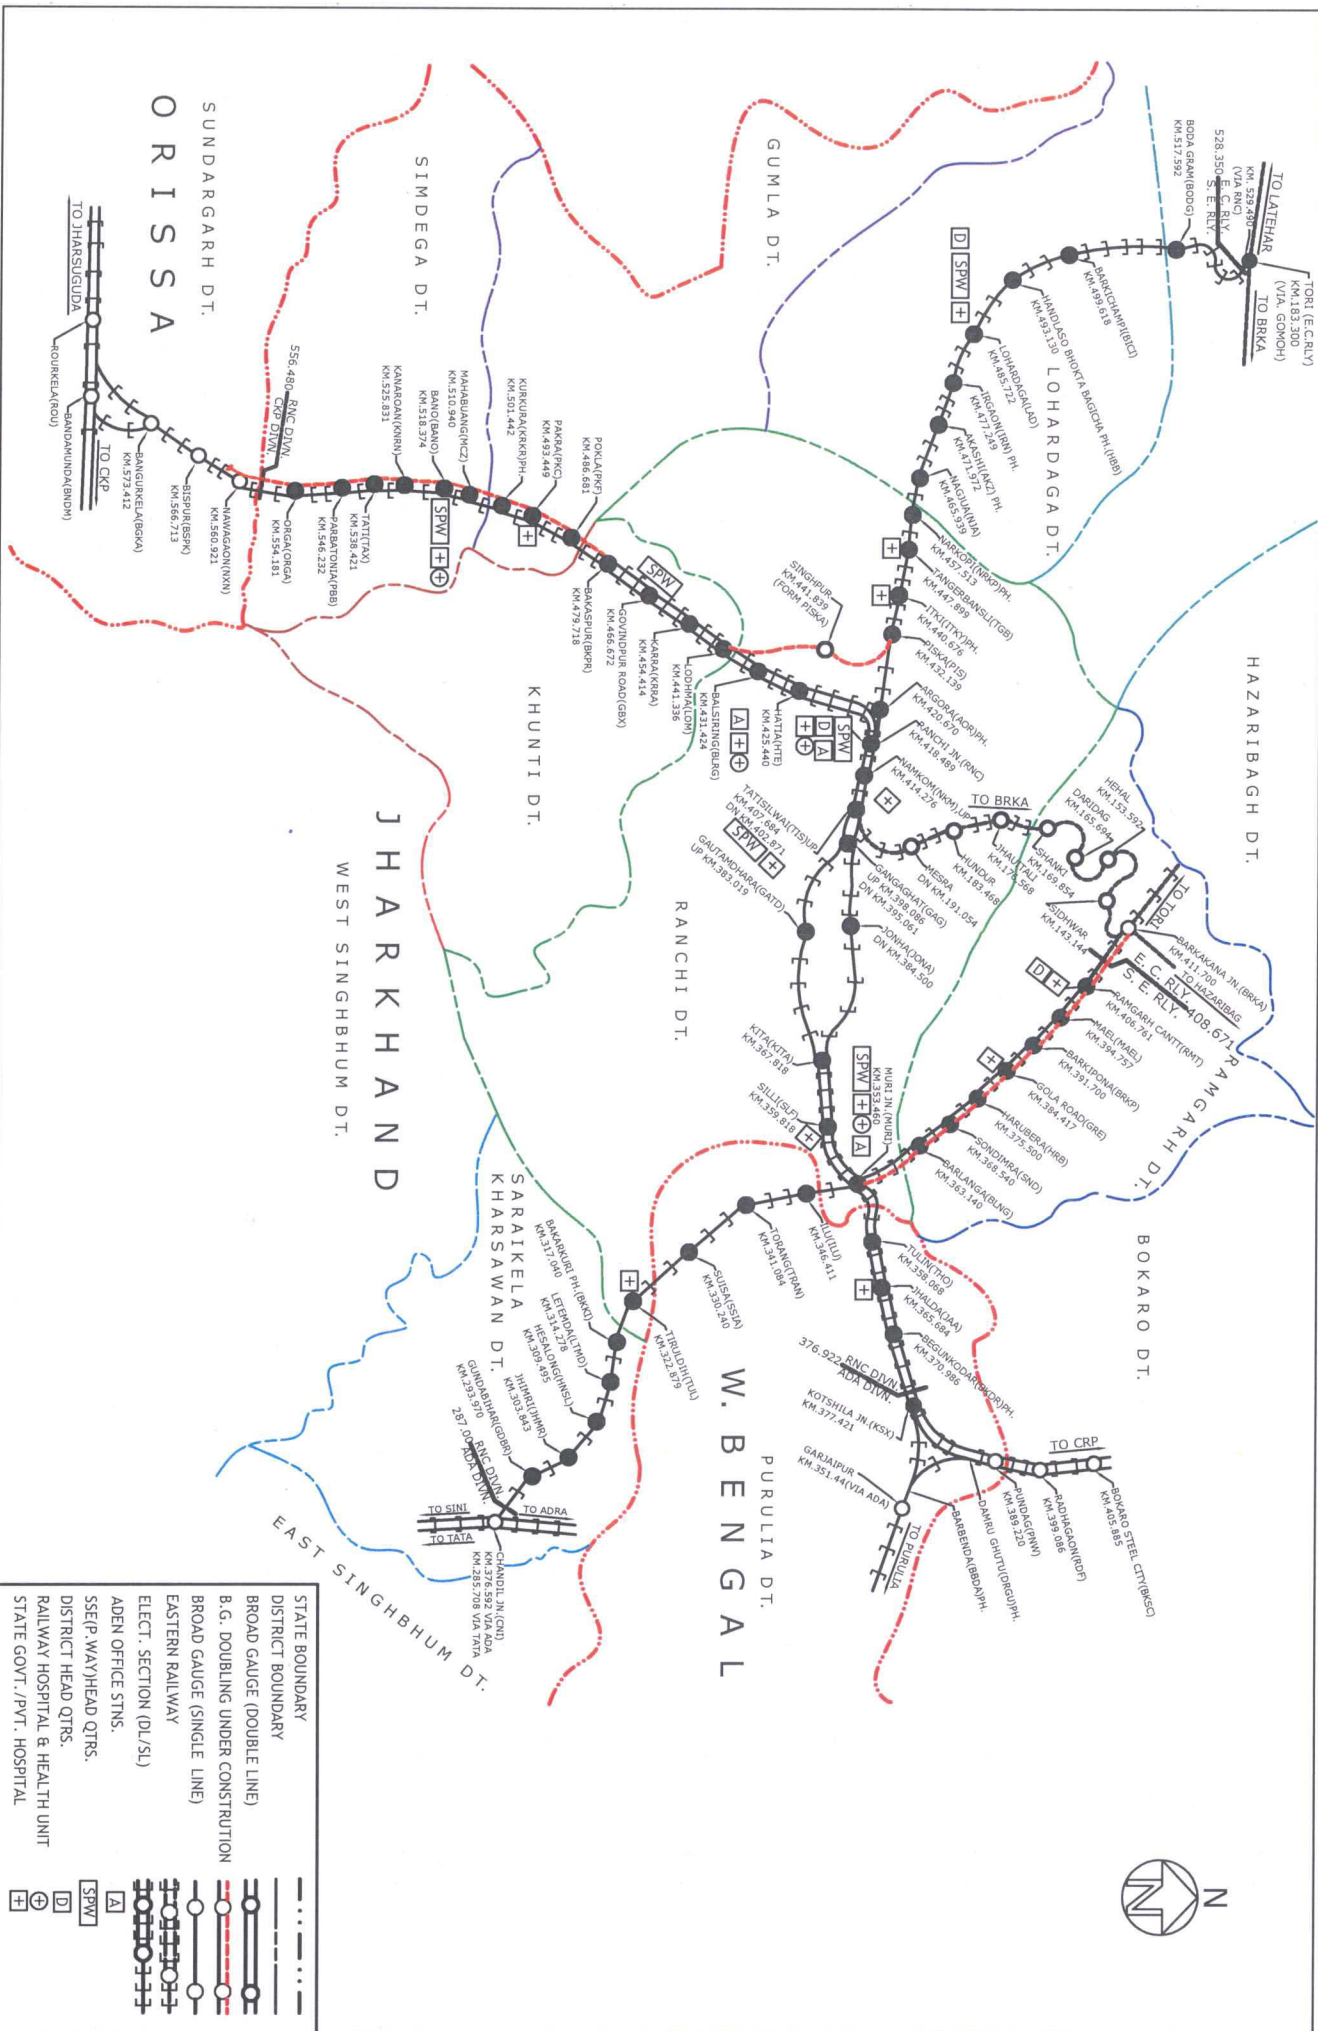 TO LATEHAR
TORI (E.C.RLY)
KM.183.300
(VIA. GOMOH)
KM. 529.490
(VIA RNC)
TO BRKA
528.350
E. C. RLY.
S. E. RLY.
BODA GRAM(BODG)
KM.517.592
BARKICHAMPI(BICI)
KM.499.618
HANDLASO BHOKTA BAGICHA PH.(HBB)
KM.493.130
D
SPW
+
LOHARDAGA(LAD)
KM.485.722
IRGAON(IRN) PH.
KM.477.249
AKASHI(AKZ) PH.
KM.471.972
NAGJUA(NJA)
KM.465.939
NARKOPI(NRKP)PH.
KM.457.513
TANGERBANSLI(TGB)
KM.447.899
+
ITKI(ITKY)PH.
KM.440.676
+
PISKA(PIS)
KM.432.139
ARGORA(AOR)PH.
KM.420.670
RANCHI JN.(RNC)
KM.418.489
SPW
D
A
+
+
NAMKOM(NKM),UP
KM.414.276
+
TATISILWAI(TIS)UP
KM.407.684
DN KM.402.871
SPW
+
GAUTAMDHARA(GATD)
UP KM.383.019
GANGAGHAT(GAG)
UP KM.398.086
DN KM.395.061
JONHA(JONA)
DN KM.384.500
MESRA
DN KM.191.054
HUNDUR
KM.183.468
TO BRKA
JHAUITALI
KM.176.568
SHANKI
KM.169.854
DARIDAG
KM.165.694
HEHAL
KM.153.592
SIDHWAR
KM.143.144
TO TORI
BARKAKANA JN.(BRKA)
KM.411.700
TO HAZARIBAG
E. C. RLY.
S. E. RLY.
408.671
D
+
RAMGARH CANTT(RMT)
KM.406.761
MAEL(MAEL)
KM.394.757
BARKIPONA(BRKP)
KM.391.700
+
GOLA ROAD(GRE)
KM.384.417
HARUBERA(HRB)
KM.375.500
SONDIMRA(SND)
KM.368.540
BARLANGA(BLNG)
KM.363.140
MURI JN.(MURI)
KM.353.460
SPW
+
+
A
KITA(KITA)
KM.367.818
SILLI(SLF)
KM.359.818
+
TULIN(THO)
KM.358.068
JHALDA(JAA)
KM.365.684
+
BEGUNKODAR(BKDR)PH.
KM.370.986
376.922
RNC DIVN.
ADA DIVN.
KOTSHILA JN.(KSX)
KM.377.421
GARJAIPUR
KM.351.44(VIA ADA)
TO PURULIA
BARBENDA(BBDA)PH.
DAMRU GHUTU(DRGU)PH.
PUNDAG(PNW)
KM.389.220
RADHAGAON(RDF)
KM.399.086
TO CRP
BOKARO STEEL CITY(BKSC)
KM.405.885
ILU(ILU)
KM.346.411
TORANG(TRAN)
KM.341.084
SUISA(SSIA)
KM.330.240
+
TIRULDIH(TUL)
KM.322.879
BAKARKURI PH.(BKKI)
KM.317.040
LETEMDA(LTMD)
KM.314.278
HESALONG(HNSL)
KM.309.495
JHIMRI(JHMR)
KM.303.843
GUNDABIHAR(GDBR)
KM.293.970
RNC DIVN.
ADA DIVN.
TO SINI
TO TATA
TO ADRA
CHANDIL JN.(CNI)
KM.376.592 VIA ADA
KM.285.708 VIA TATA
HATIA(HTE)
KM.425.440
A
+
+
BALSIRING(BLRG)
KM.431.424
LODHMA(LDM)
KM.441.336
SINGHPUR
KM.441.839
(FORM PISKA)
KARRA(KRRA)
KM.454.414
SPW
GOVINDPUR ROAD(GBX)
KM.466.672
BAKASPUR(BKPR)
KM.479.718
POKLA(PKF)
KM.486.681
PAKRA(PKC)
KM.493.449
+
KURKURA(KRKR)PH.
KM.501.442
MAHABUANG(MCZ)
KM.510.940
BANO(BANO)
KM.518.374
SPW
+
+
KANAROAN(KNRN)
KM.525.831
TATI(TAX)
KM.538.421
PARBATONIA(PBB)
KM.546.232
ORGA(ORGA)
KM.554.181
556.480
RNC DIVN.
CKP DIVN.
NAWAGAON(NXN)
KM.560.921
BISPUR(BSPK)
KM.566.713
BANGURKELA(BGKA)
KM.573.412
TO CKP
BANDAMUNDA(BNDM)
ROURKELA(ROU)
TO JHARSUGUDA
HAZARIBAGH DT.
RAMGARH DT.
BOKARO DT.
LOHARDAGA DT.
GUMLA DT.
SIMDEGA DT.
SUNDARGARH DT.
ORISSA
KHUNTI DT.
RANCHI DT.
JHARKHAND
WEST SINGHBHUM DT.
SARAIKELA
KHARSAWAN DT.
W. BENGAL
PURULIA DT.
EAST SINGHBHUM DT.
N
N
STATE BOUNDARY
DISTRICT BOUNDARY
BROAD GAUGE (DOUBLE LINE)
B.G. DOUBLING UNDER CONSTRUTION
BROAD GAUGE (SINGLE LINE)
EASTERN RAILWAY
ELECT. SECTION (DL/SL)
ADEN OFFICE STNS. A
SSE(P.WAY)HEAD QTRS. SPW
DISTRICT HEAD QTRS. D
RAILWAY HOSPITAL & HEALTH UNIT +
STATE GOVT./PVT. HOSPITAL +